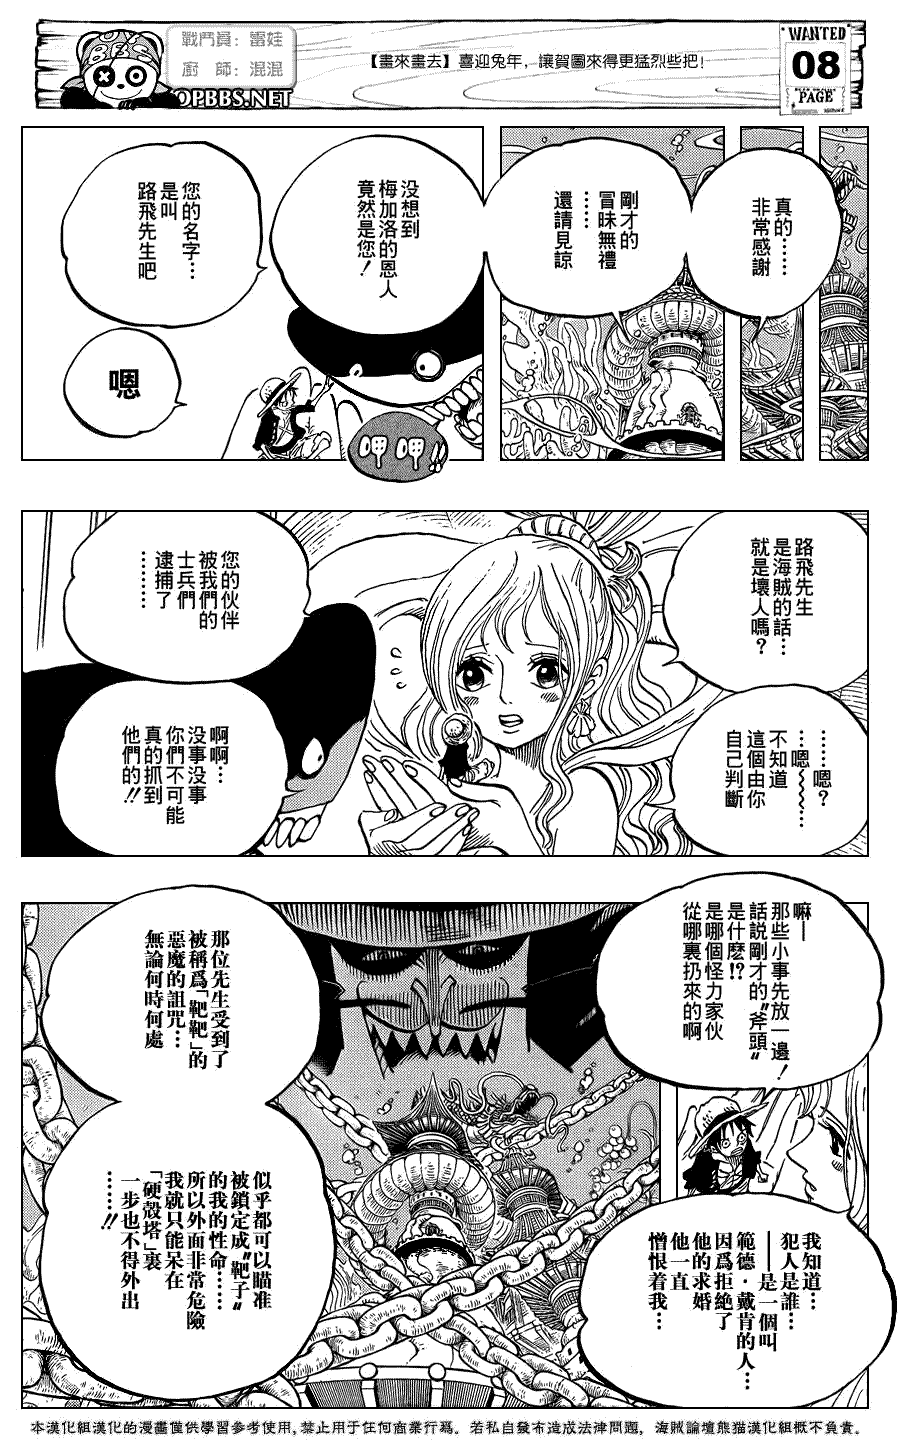 戰鬥員：雷娃
廚　師：混混
OPBBS.NET
【畫來畫去】喜迎兔年，讓賀圖來得更猛烈些把！
WANTED
08
PAGE
真的……
非常感謝
剛才的
冒昧無禮
……
還請見諒
没想到
梅加洛的恩人
竟然是您！
您的名字…
是叫
路飛先生吧
嗯
呷呷!!
路飛先生
是海賊的話…
就是壞人嗎？
……嗯？
…嗯～～……
不知道
這個由你
自己判斷
您的伙伴
被我們的
士兵們
逮捕了
………
啊啊…
没事没事
你們不可能
真的抓到
他們的!!
嘛──
那些小事先放一邊！
話説剛才的〝斧頭〞
是什麽!?
是哪個怪力家伙
從哪裏扔來的啊
我知道…
犯人是誰…
──是一個叫
範德・戴肯的人…
因爲拒絶了
他的求婚
他一直
憎恨着我…
那位先生受到了
被稱爲「靶靶」的
惡魔的詛咒…
無論何時何處
似乎都可以瞄准
被鎖定成〝靶子〞
的我的性命……
所以外面非常危險
我就只能呆在
「硬殼塔」裏
一步也不得外出
……!!
本漢化組漢化的漫畫僅供學習參考使用，禁止用于任何商業行爲。若私自發布造成法律問題，海賊論壇熊猫漢化組概不負責。